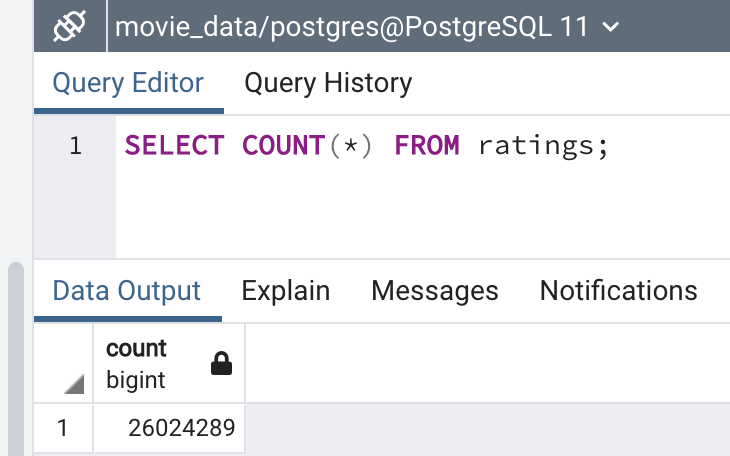 movie_data/postgres@PostgreSQL 11
Query Editor Query History
1 SELECT COUNT(*) FROM ratings;
Data Output Explain Messages Notifications
count
bigint
1 26024289